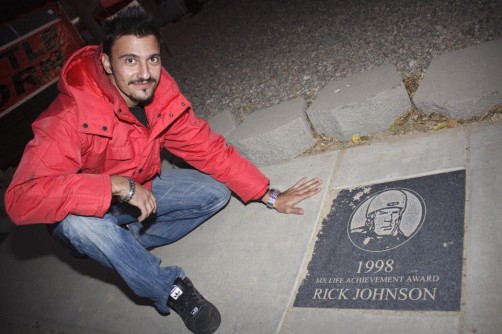 1998
MX LIFE ACHIEVEMENT AWARD
RICK JOHNSON